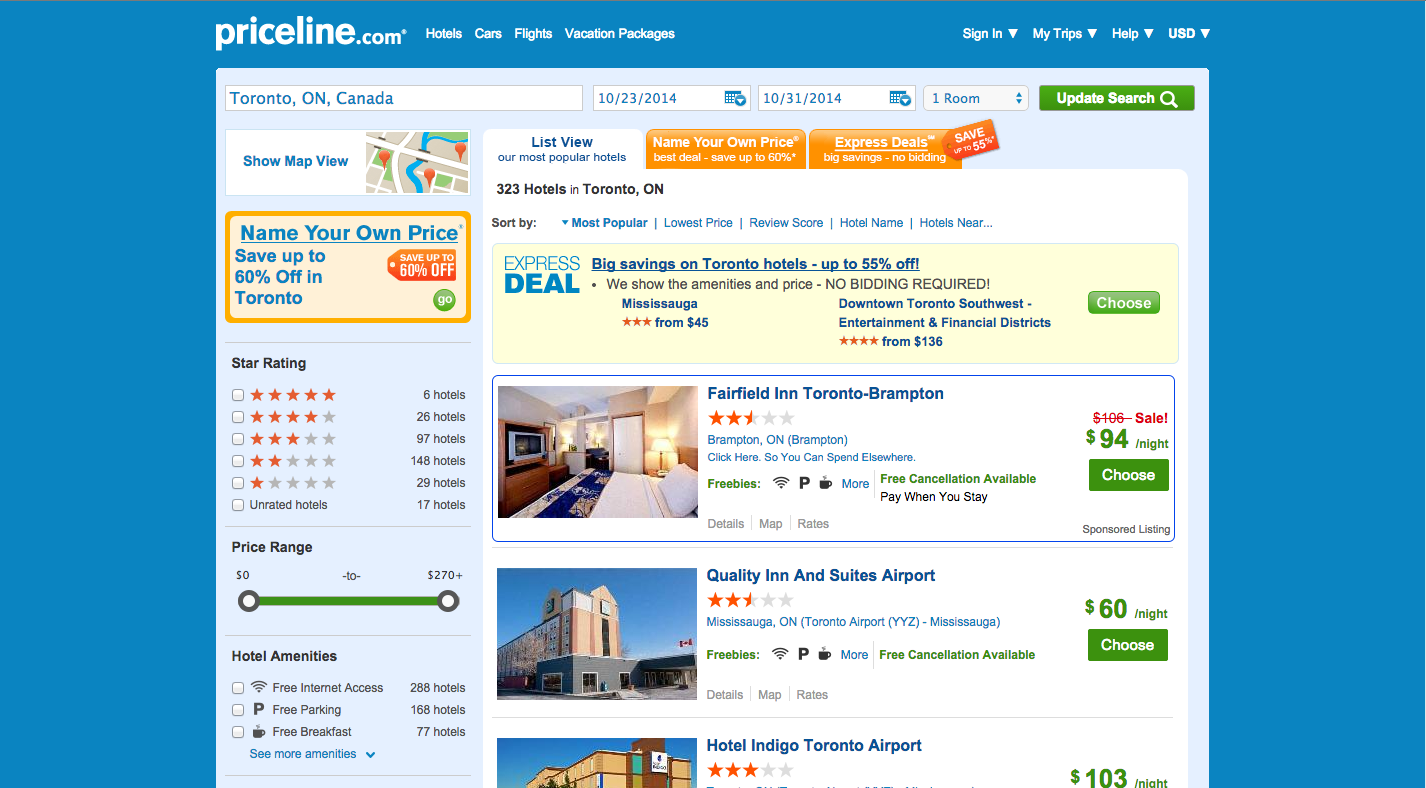 priceline.com®
Hotels Cars Flights Vacation Packages
Sign In ▼ My Trips ▼ Help ▼ USD ▼
Toronto, ON, Canada
10/23/2014
10/31/2014
1 Room
Update Search
Show Map View
List View
our most popular hotels
Name Your Own Price®
best deal - save up to 60%*
Express Deals℠
big savings - no bidding
SAVE
UP TO 55%*
323 Hotels in Toronto, ON
Sort by: Most Popular | Lowest Price | Review Score | Hotel Name | Hotels Near...
Name Your Own Price®
Save up to
60% Off in
Toronto
SAVE UP TO
60% OFF
go
EXPRESS
DEAL
Big savings on Toronto hotels - up to 55% off!
• We show the amenities and price - NO BIDDING REQUIRED!
Mississauga
★★★ from $45
Downtown Toronto Southwest -
Entertainment & Financial Districts
★★★★ from $136
Choose
Star Rating
6 hotels
26 hotels
97 hotels
148 hotels
29 hotels
Unrated hotels 17 hotels
Price Range
$0 -to- $270+
Hotel Amenities
Free Internet Access 288 hotels
P Free Parking 168 hotels
Free Breakfast 77 hotels
See more amenities
Fairfield Inn Toronto-Brampton
Brampton, ON (Brampton)
Click Here. So You Can Spend Elsewhere.
Freebies: P More
Free Cancellation Available
Pay When You Stay
Details | Map | Rates
$106 Sale!
$94 /night
Choose
Sponsored Listing
Quality Inn And Suites Airport
Mississauga, ON (Toronto Airport (YYZ) - Mississauga)
Freebies: P More
Free Cancellation Available
Details | Map | Rates
$60 /night
Choose
Hotel Indigo Toronto Airport
$103 /night